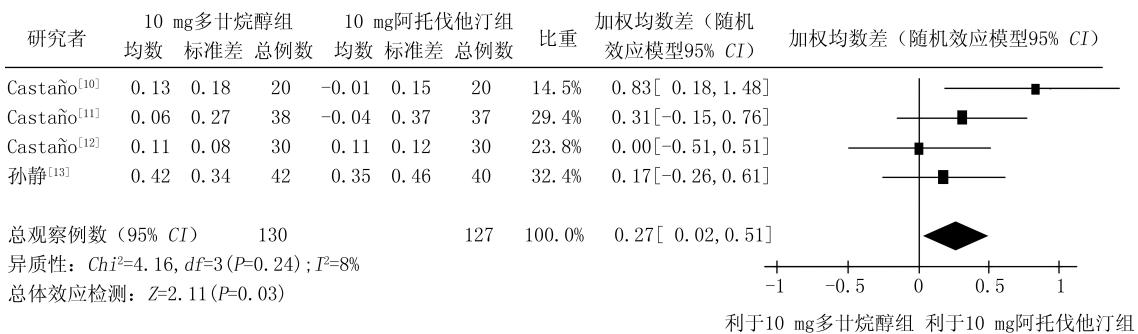 研究者 10 mg多廿烷醇组 10 mg阿托伐他汀组 比重 加权均数差（随机效应模型95% CI） 加权均数差（随机效应模型95% CI）
均数 标准差 总例数 均数 标准差 总例数
Castaño[10] 0.13 0.18 20 -0.01 0.15 20 14.5% 0.83[ 0.18,1.48]
Castaño[11] 0.06 0.27 38 -0.04 0.37 37 29.4% 0.31[-0.15,0.76]
Castaño[12] 0.11 0.08 30 0.11 0.12 30 23.8% 0.00[-0.51,0.51]
孙静[13] 0.42 0.34 42 0.35 0.46 40 32.4% 0.17[-0.26,0.61]
总观察例数（95% CI） 130 127 100.0% 0.27[ 0.02,0.51]
异质性：Chi²=4.16,df=3(P=0.24);I²=8%
总体效应检测：Z=2.11(P=0.03)
-1 -0.5 0 0.5 1
利于10 mg多廿烷醇组 利于10 mg阿托伐他汀组